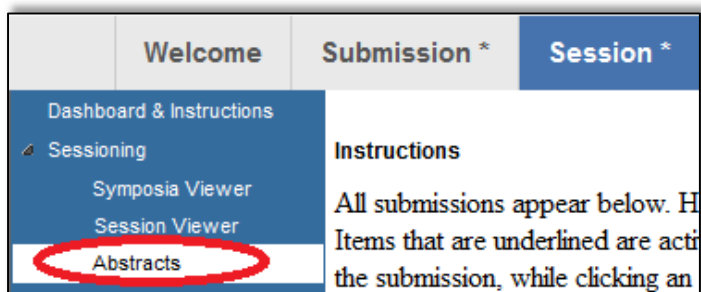 Welcome Submission * Session *
Dashboard & Instructions
Sessioning
Symposia Viewer
Session Viewer
Abstracts
Instructions
All submissions appear below. H
Items that are underlined are acti
the submission, while clicking an